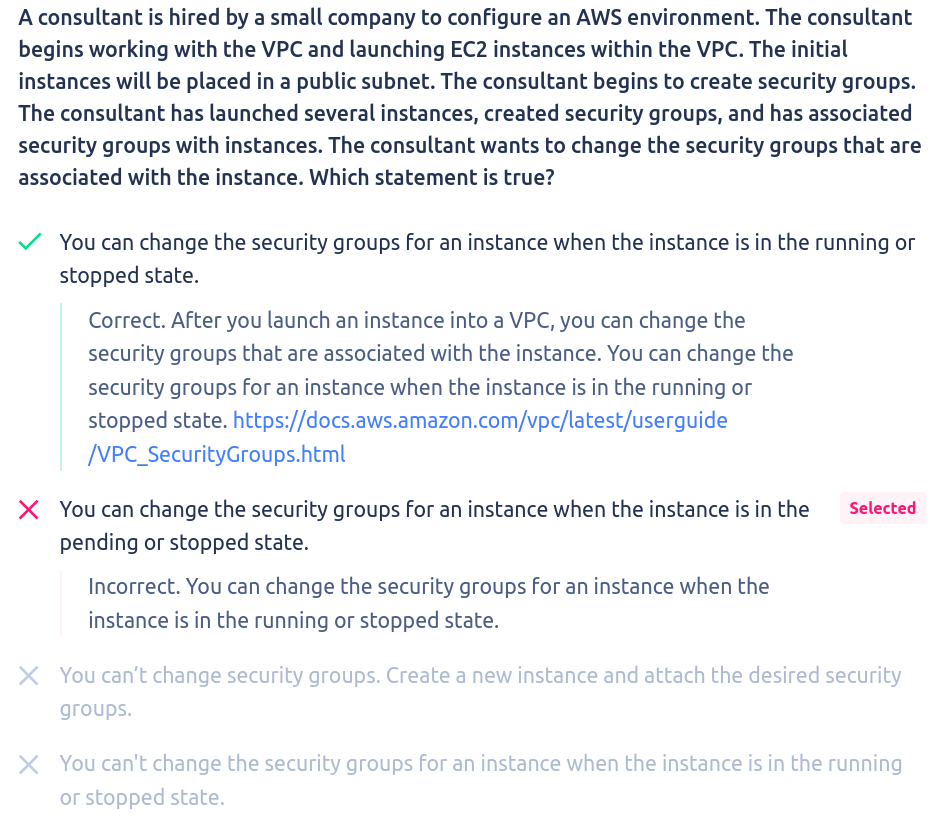 A consultant is hired by a small company to configure an AWS environment. The consultant
begins working with the VPC and launching EC2 instances within the VPC. The initial
instances will be placed in a public subnet. The consultant begins to create security groups.
The consultant has launched several instances, created security groups, and has associated
security groups with instances. The consultant wants to change the security groups that are
associated with the instance. Which statement is true?
You can change the security groups for an instance when the instance is in the running or
stopped state.
Correct. After you launch an instance into a VPC, you can change the
security groups that are associated with the instance. You can change the
security groups for an instance when the instance is in the running or
stopped state. https://docs.aws.amazon.com/vpc/latest/userguide
/VPC_SecurityGroups.html
You can change the security groups for an instance when the instance is in the
pending or stopped state.
Selected
Incorrect. You can change the security groups for an instance when the
instance is in the running or stopped state.
You can’t change security groups. Create a new instance and attach the desired security
groups.
You can't change the security groups for an instance when the instance is in the running
or stopped state.